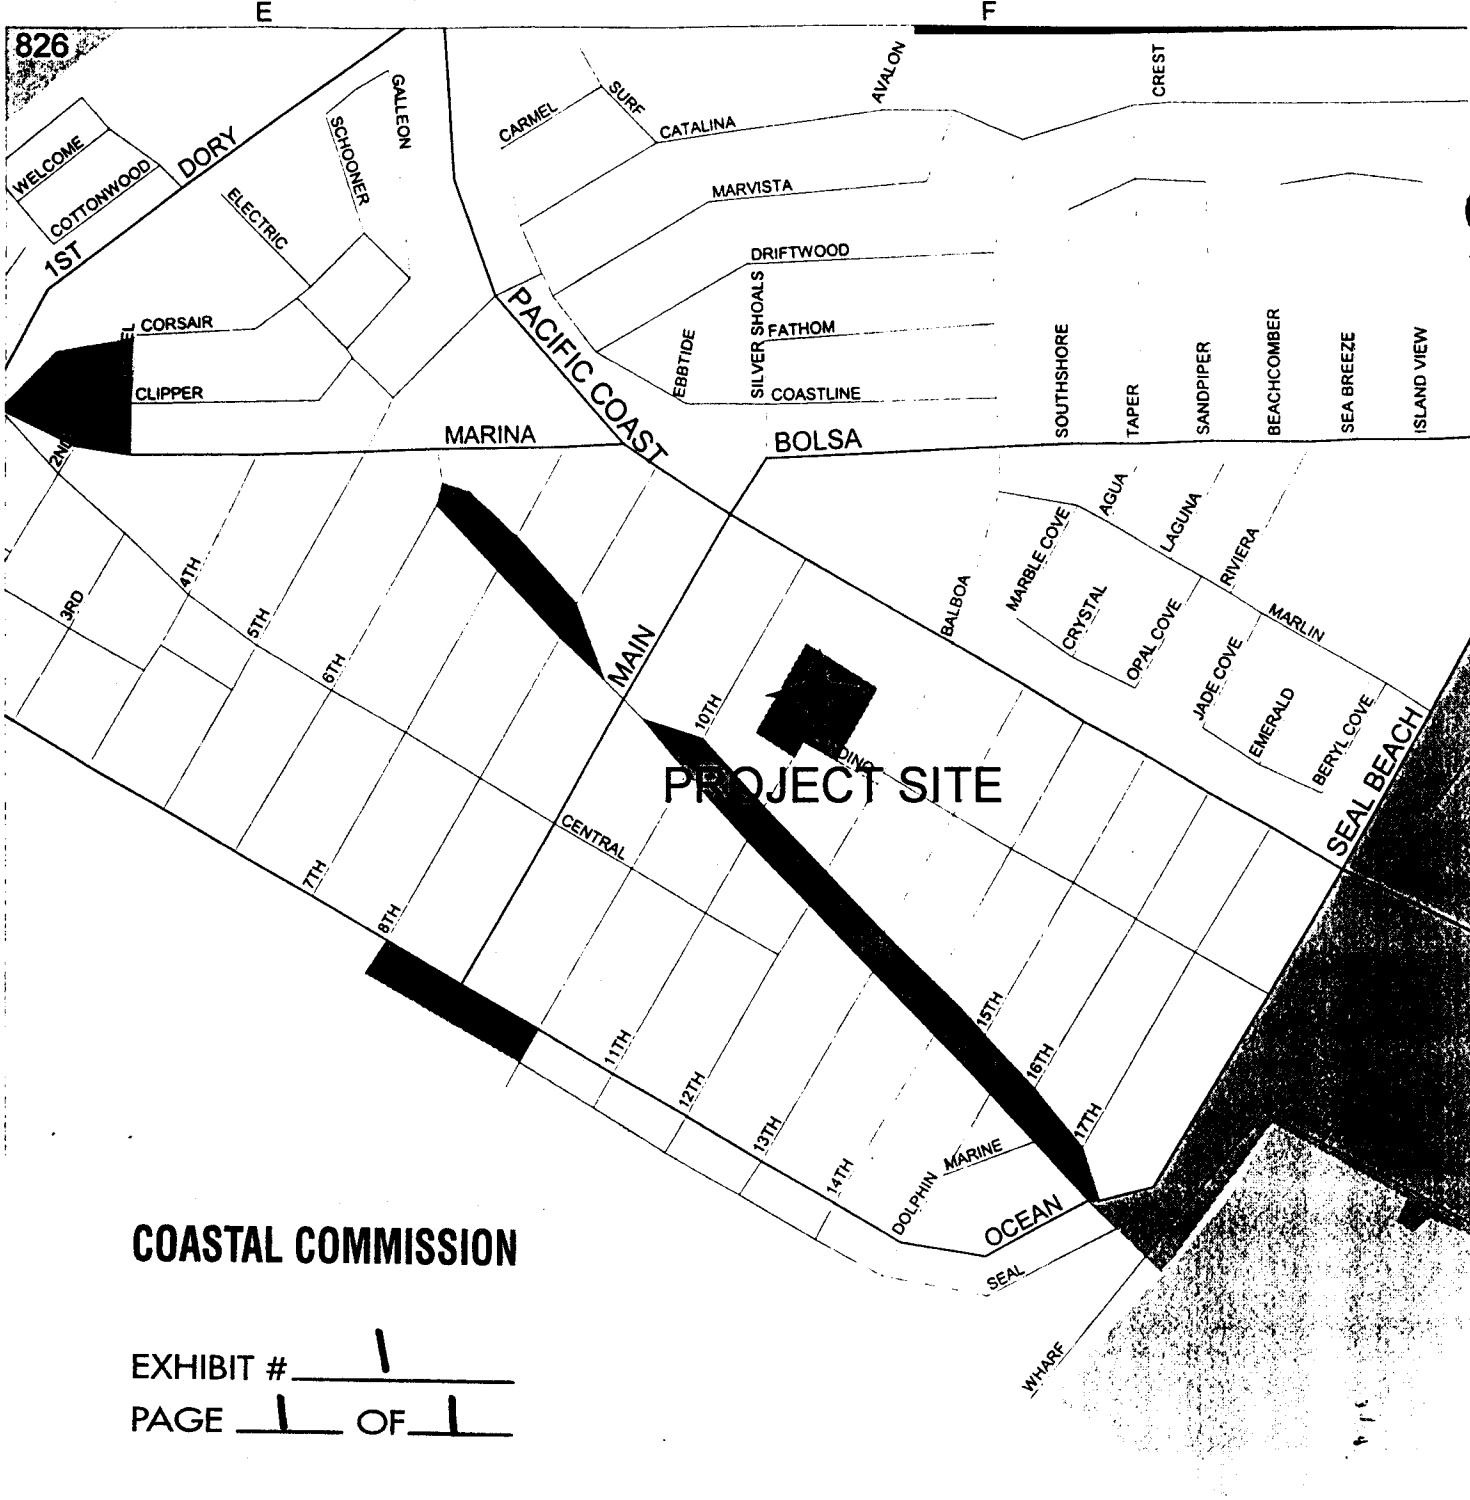 E
F
826
WELCOME
COTTONWOOD
DORY
1ST
GALLEON
SCHOONER
ELECTRIC
CARMEL
SURF
CATALINA
AVALON
CREST
MARVISTA
DRIFTWOOD
SILVER SHOALS
FATHOM
EBBTIDE
COASTLINE
PACIFIC COAST
CORSAIR
CLIPPER
MARINA
BOLSA
SOUTHSHORE
TAPER
SANDPIPER
BEACHCOMBER
SEA BREEZE
ISLAND VIEW
2ND
3RD
4TH
5TH
6TH
7TH
8TH
MAIN
10TH
BALBOA
MARBLE COVE
AGUA
LAGUNA
RIVIERA
CRYSTAL
OPAL COVE
MARLIN
JADE COVE
EMERALD
BERYL COVE
SEAL BEACH
PROJECT SITE
CENTRAL
11TH
12TH
13TH
14TH
15TH
16TH
17TH
DOLPHIN
MARINE
OCEAN
SEAL
WHARF
COASTAL COMMISSION
EXHIBIT # 1
PAGE 1 OF 1